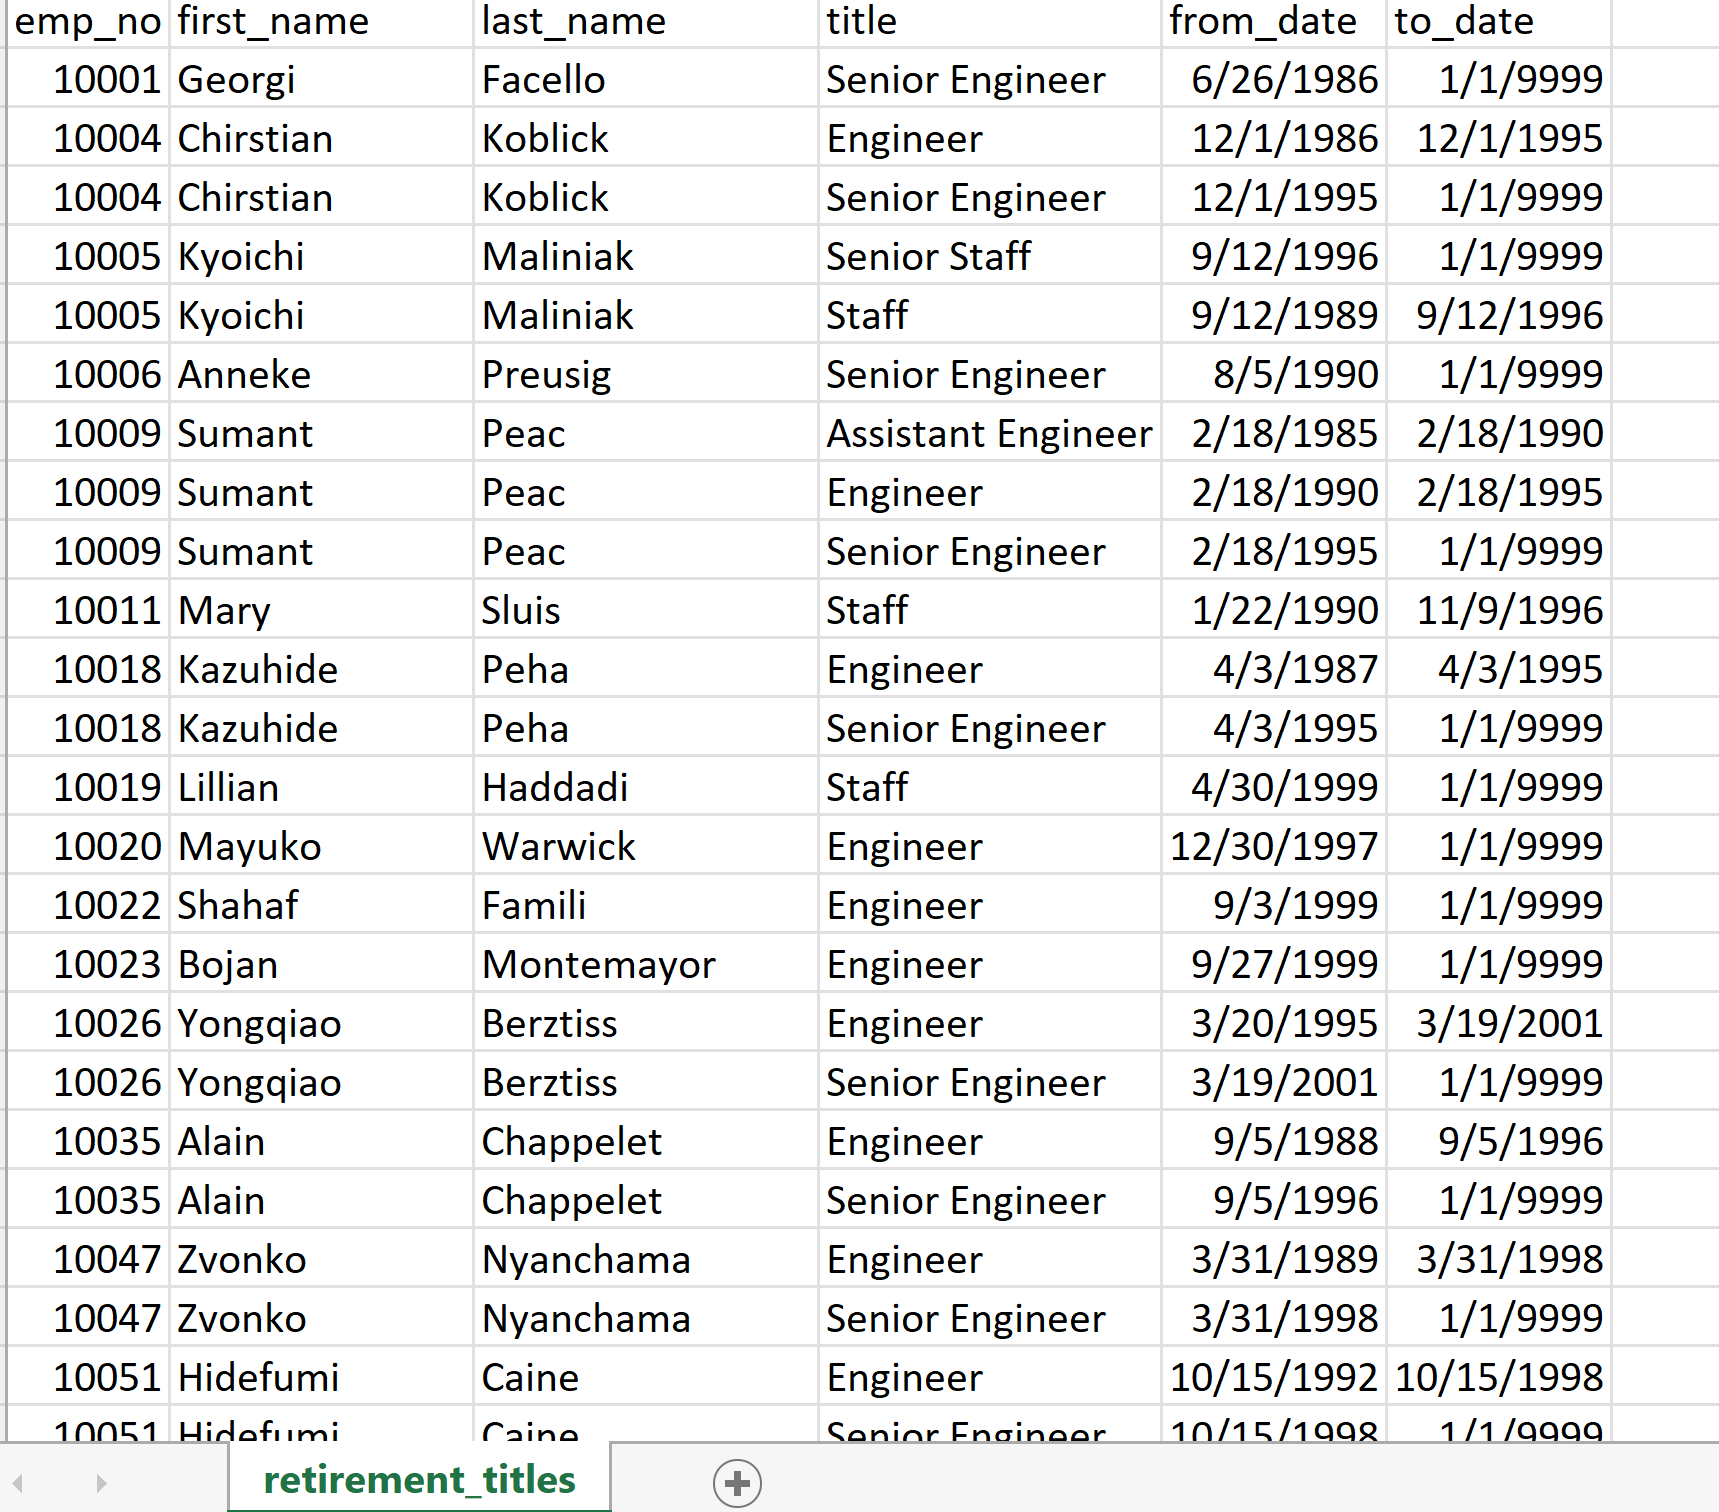 emp_no first_name last_name title from_date to_date
10001 Georgi Facello Senior Engineer 6/26/1986 1/1/9999
10004 Chirstian Koblick Engineer 12/1/1986 12/1/1995
10004 Chirstian Koblick Senior Engineer 12/1/1995 1/1/9999
10005 Kyoichi Maliniak Senior Staff 9/12/1996 1/1/9999
10005 Kyoichi Maliniak Staff 9/12/1989 9/12/1996
10006 Anneke Preusig Senior Engineer 8/5/1990 1/1/9999
10009 Sumant Peac Assistant Engineer 2/18/1985 2/18/1990
10009 Sumant Peac Engineer 2/18/1990 2/18/1995
10009 Sumant Peac Senior Engineer 2/18/1995 1/1/9999
10011 Mary Sluis Staff 1/22/1990 11/9/1996
10018 Kazuhide Peha Engineer 4/3/1987 4/3/1995
10018 Kazuhide Peha Senior Engineer 4/3/1995 1/1/9999
10019 Lillian Haddadi Staff 4/30/1999 1/1/9999
10020 Mayuko Warwick Engineer 12/30/1997 1/1/9999
10022 Shahaf Famili Engineer 9/3/1999 1/1/9999
10023 Bojan Montemayor Engineer 9/27/1999 1/1/9999
10026 Yongqiao Berztiss Engineer 3/20/1995 3/19/2001
10026 Yongqiao Berztiss Senior Engineer 3/19/2001 1/1/9999
10035 Alain Chappelet Engineer 9/5/1988 9/5/1996
10035 Alain Chappelet Senior Engineer 9/5/1996 1/1/9999
10047 Zvonko Nyanchama Engineer 3/31/1989 3/31/1998
10047 Zvonko Nyanchama Senior Engineer 3/31/1998 1/1/9999
10051 Hidefumi Caine Engineer 10/15/1992 10/15/1998
10051 Hidefumi Caine Senior Engineer 10/15/1998 1/1/9999
retirement_titles